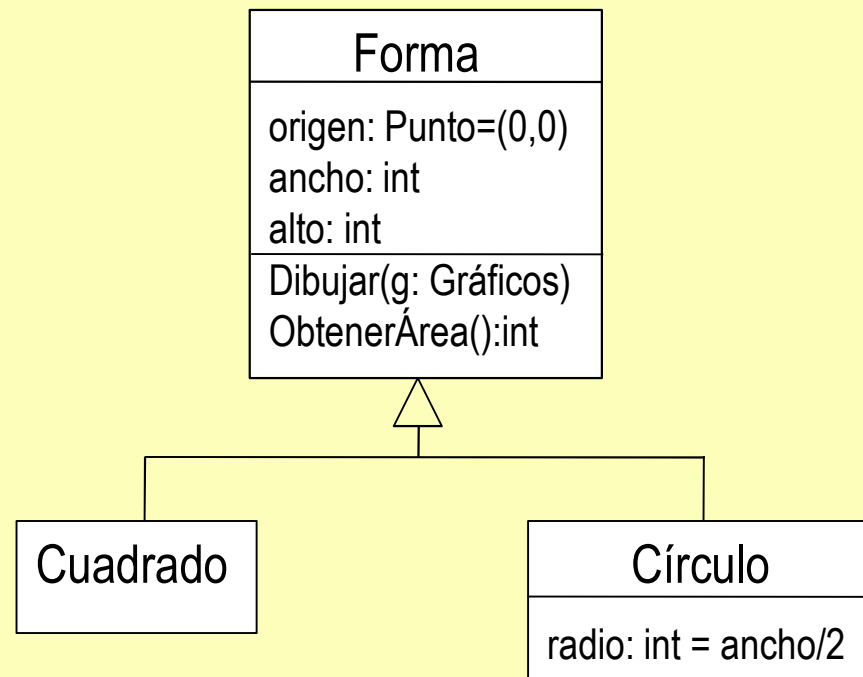 Forma
origen: Punto=(0,0)
ancho: int
alto: int
Dibujar(g: Gráficos)
ObtenerÁrea():int
Cuadrado
Círculo
radio: int = ancho/2